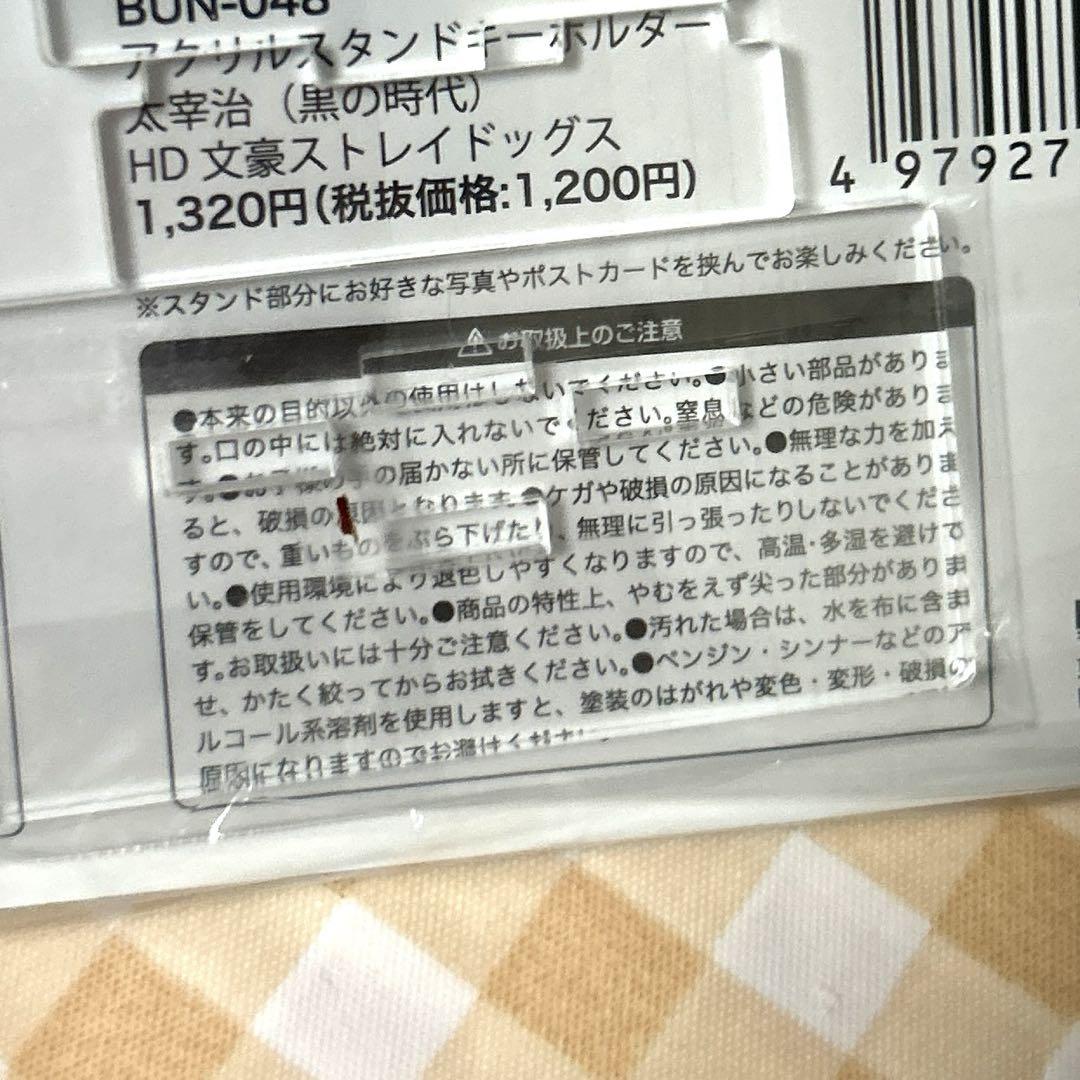 BUN-048
アクリルスタンドキーホルダー
太宰治（黒の時代）
HD 文豪ストレイドッグス
1,320円（税抜価格:1,200円）
4 97927
※スタンド部分にお好きな写真やポストカードを挟んでお楽しみください。
お取扱上のご注意
●本来の目的以外の使用はしないでください。●小さい部品がありま
す。口の中には絶対に入れないでください。窒息などの危険がありま
す。●お子様の手の届かない所に保管してください。●無理な力を加え
ると、破損の原因となります。●ケガや破損の原因になることがありま
すので、重いものをぶら下げたり、無理に引っ張ったりしないでくださ
い。●使用環境により退色しやすくなりますので、高温・多湿を避けて
保管をしてください。●商品の特性上、やむをえず尖った部分がありま
す。お取扱いには十分ご注意ください。●汚れた場合は、水を布に含ま
せ、かたく絞ってからお拭きください。●ベンジン・シンナーなどのア
ルコール系溶剤を使用しますと、塗装のはがれや変色・変形・破損の
原因になりますのでお避けください。